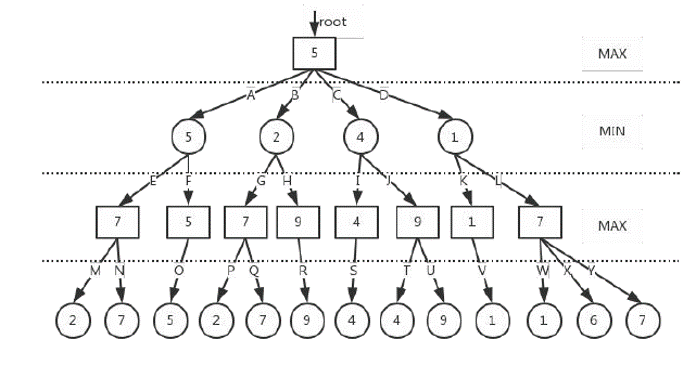 root
5
MAX
A B C D
5 2 4 1
MIN
E F G H I J K L
7 5 7 9 4 9 1 7
MAX
M N O P Q R S T U V W X Y
2 7 5 2 7 9 4 4 9 1 1 6 7